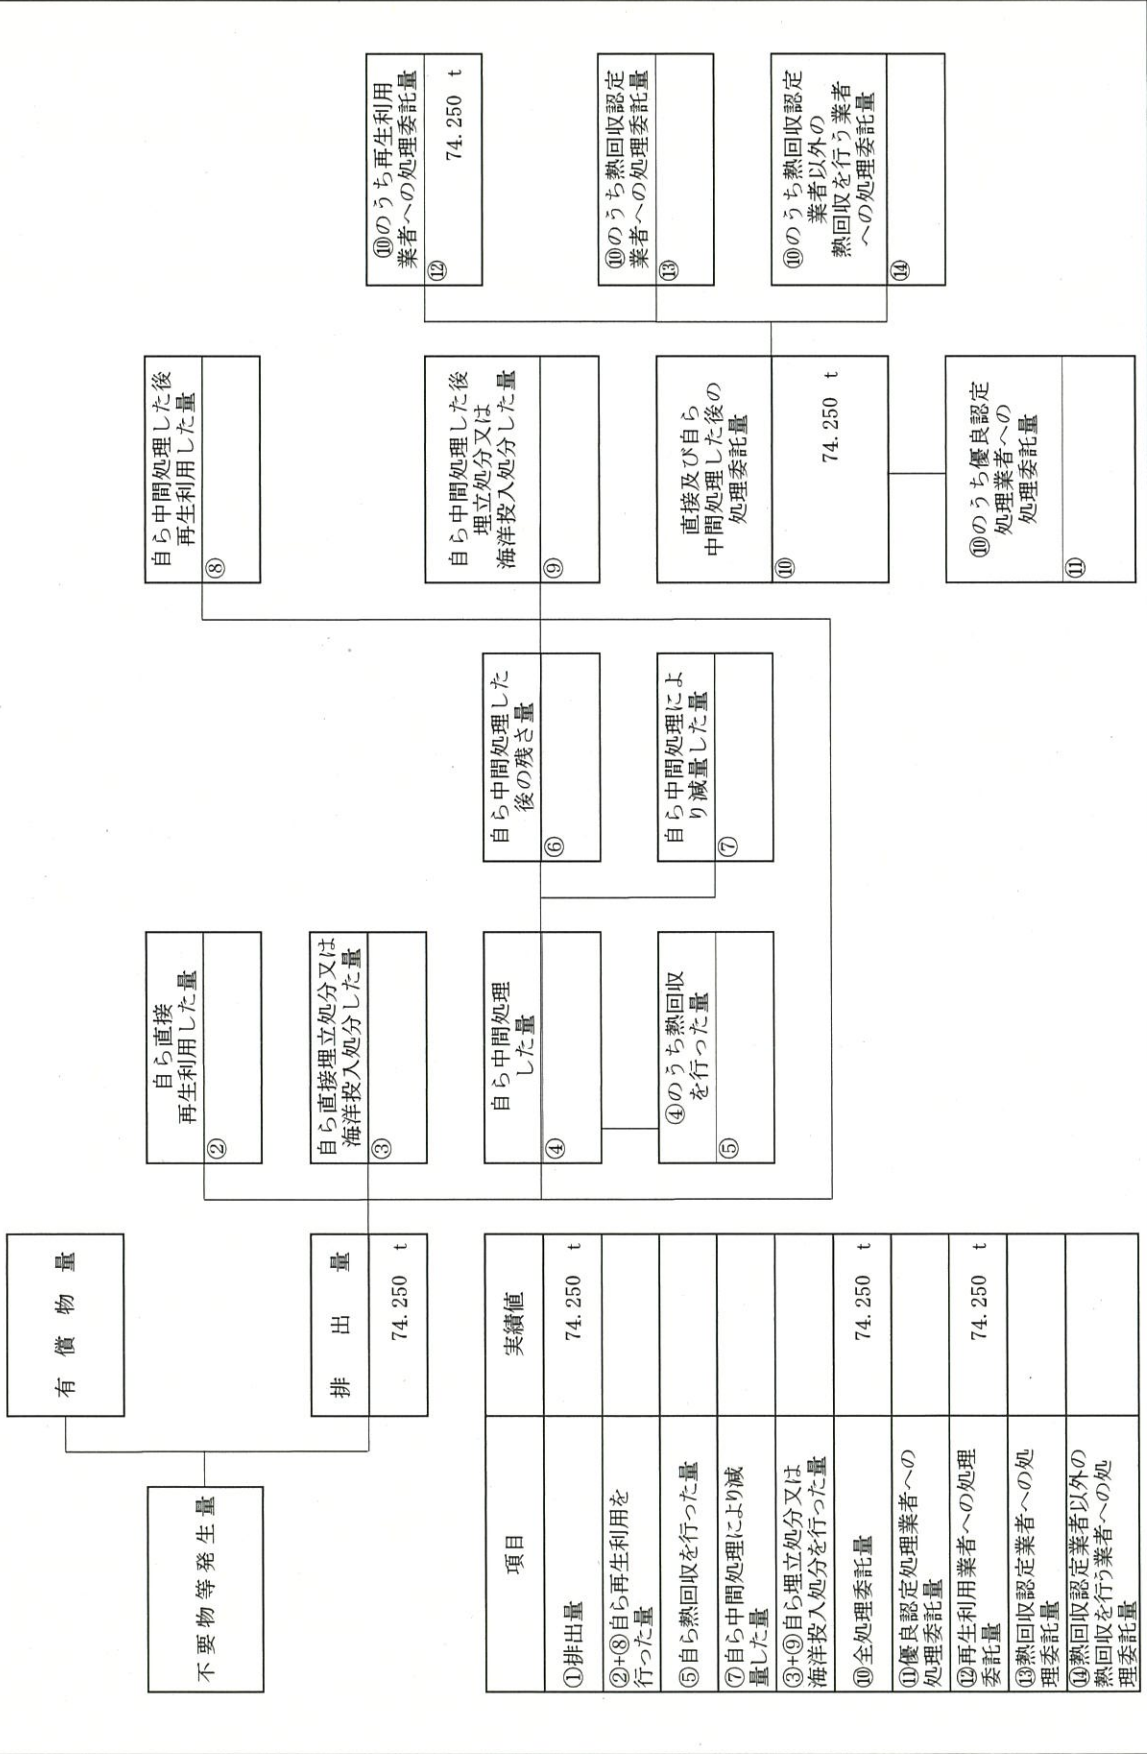 不要物等発生量
有償物量
排出量
74.250 t
自ら直接
再生利用した量
②
自ら直接埋立処分又は
海洋投入処分した量
③
自ら中間処理
した量
④
④のうち熱回収
を行った量
⑤
自ら中間処理した
後の残さ量
⑥
自ら中間処理によ
り減量した量
⑦
自ら中間処理した後
再生利用した量
⑧
自ら中間処理した後
埋立処分又は
海洋投入処分した量
⑨
直接及び自ら
中間処理した後の
処理委託量
⑩
74.250 t
⑩のうち優良認定
処理業者への
処理委託量
⑪
⑩のうち再生利用
業者への処理委託量
⑫
74.250 t
⑩のうち熱回収認定
業者への処理委託量
⑬
⑩のうち熱回収認定
業者以外の
熱回収を行う業者
への処理委託量
⑭
項目 実績値
①排出量 74.250 t
②+⑧自ら再生利用を
行った量
⑤自ら熱回収を行った量
⑦自ら中間処理により減
量した量
③+⑨自ら埋立処分又は
海洋投入処分を行った量
⑩全処理委託量 74.250 t
⑪優良認定処理業者への
処理委託量
⑫再生利用業者への処理
委託量 74.250 t
⑬熱回収認定業者への処
理委託量
⑭熱回収認定業者以外の
熱回収を行う業者への処
理委託量